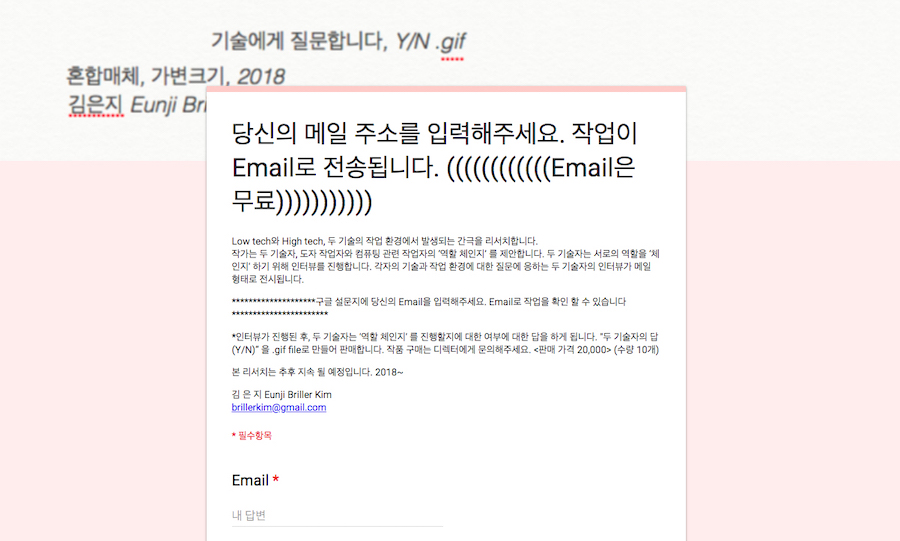 기술에게 질문합니다, Y/N .gif
혼합매체, 가변크기, 2018
김은지 Eunji
당신의 메일 주소를 입력해주세요. 작업이
Email로 전송됩니다. ((((((((((((Email은
무료)))))))))))
Low tech와 High tech, 두 기술의 작업 환경에서 발생되는 간극을 리서치합니다.
작가는 두 기술자, 도자 작업자와 컴퓨팅 관련 작업자의 '역할 체인지' 를 제안합니다. 두 기술자는 서로의 역할을 '체
인지' 하기 위해 인터뷰를 진행합니다. 각자의 기술과 작업 환경에 대한 질문에 응하는 두 기술자의 인터뷰가 메일
형태로 전시됩니다.
********************구글 설문지에 당신의 Email을 입력해주세요. Email로 작업을 확인 할 수 있습니다
***********************
*인터뷰가 진행된 후, 두 기술자는 '역할 체인지' 를 진행할지에 대한 여부에 대한 답을 하게 됩니다. "두 기술자의 답
(Y/N)" 을 .gif file로 만들어 판매합니다. 작품 구매는 디렉터에게 문의해주세요. <판매 가격 20,000> (수량 10개)
본 리서치는 추후 지속 될 예정입니다. 2018~
김 은 지 Eunji Briller Kim
brillerkim@gmail.com
* 필수항목
Email *
내 답변